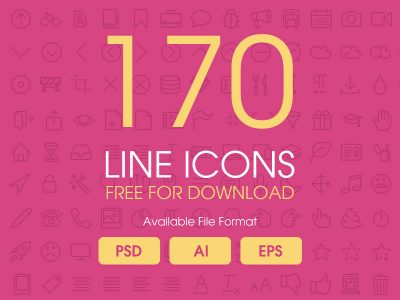 170
LINE ICONS
FREE FOR DOWNLOAD
Available File Format
PSD AI EPS